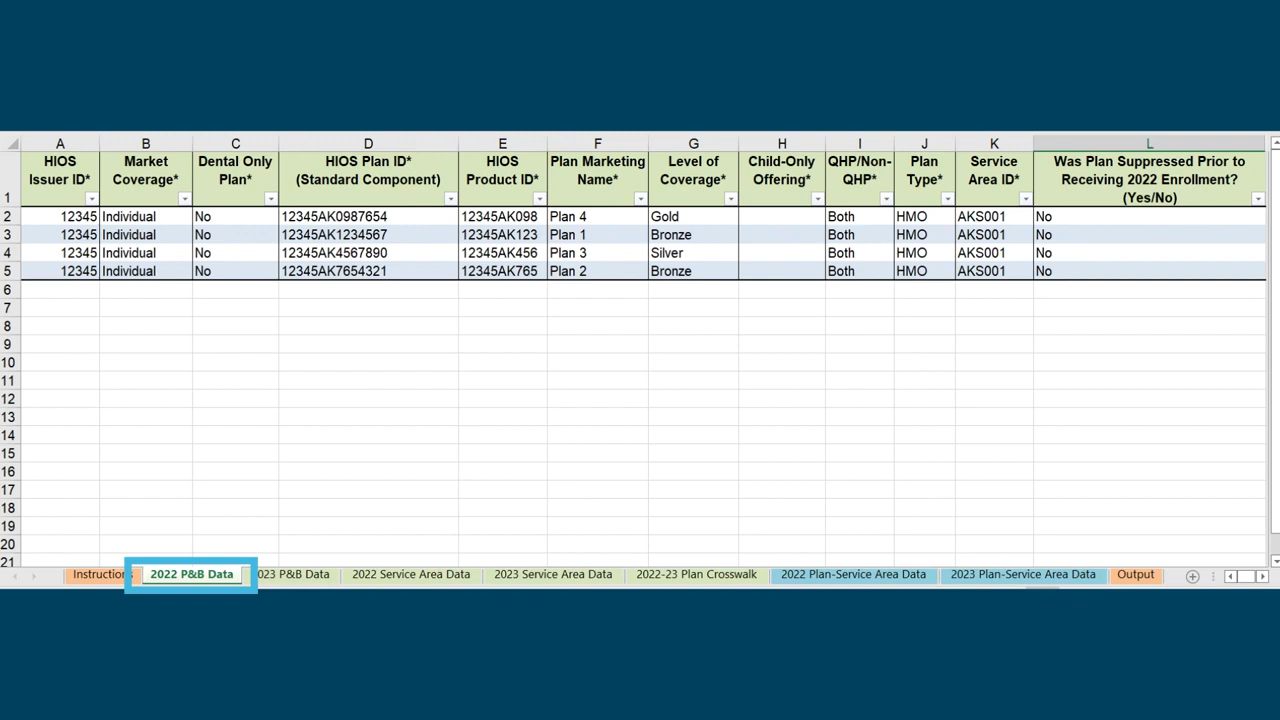 A B C D E F G H I J K L
HIOS Market Dental Only HIOS Plan ID* HIOS Plan Marketing Level of Child-Only QHP/Non- Plan Service Was Plan Suppressed Prior to
Issuer ID* Coverage* Plan* (Standard Component) Product ID* Name* Coverage* Offering* QHP* Type* Area ID* Receiving 2022 Enrollment?
1 (Yes/No)
2 12345 Individual No 12345AK0987654 12345AK098 Plan 4 Gold Both HMO AKS001 No
3 12345 Individual No 12345AK1234567 12345AK123 Plan 1 Bronze Both HMO AKS001 No
4 12345 Individual No 12345AK4567890 12345AK456 Plan 3 Silver Both HMO AKS001 No
5 12345 Individual No 12345AK7654321 12345AK765 Plan 2 Bronze Both HMO AKS001 No
6
7
8
9
10
11
12
13
14
15
16
17
18
19
20
21
Instructions 2022 P&B Data 2023 P&B Data 2022 Service Area Data 2023 Service Area Data 2022-23 Plan Crosswalk 2022 Plan-Service Area Data 2023 Plan-Service Area Data Output